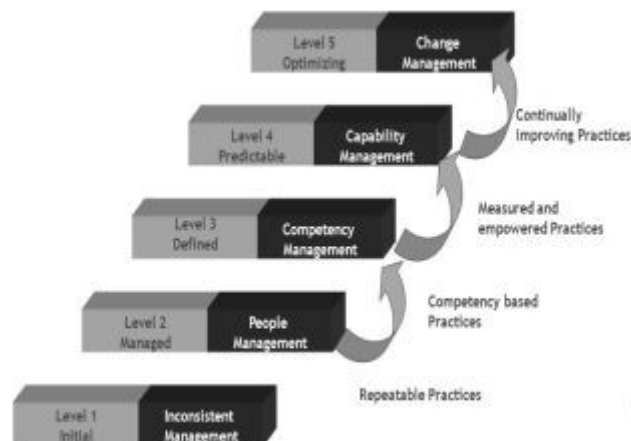 Level 5
Optimizing
Change
Management
Continually
Improving Practices
Level 4
Predictable
Capability
Management
Measured and
empowered Practices
Level 3
Defined
Competency
Management
Competency based
Practices
Level 2
Managed
People
Management
Repeatable Practices
Level 1
Initial
Inconsistent
Management